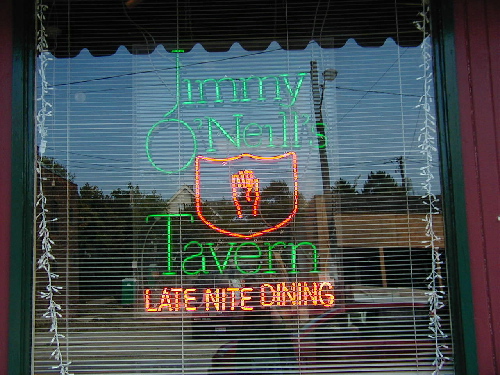 Jimmy
O'Neill's
Tavern
LATE NITE DINING